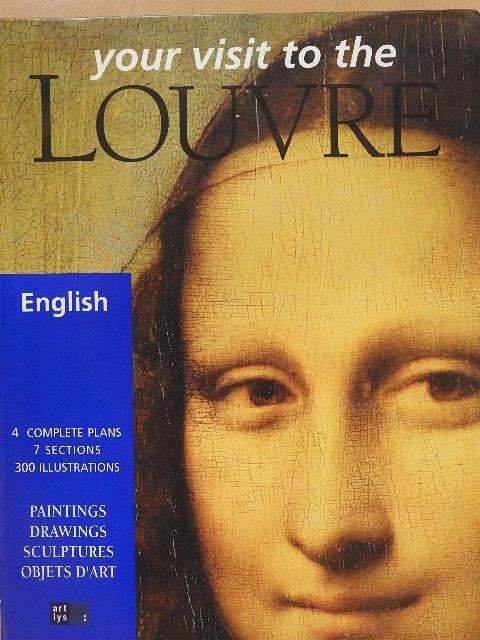 your visit to the
LOUVRE
English
4 COMPLETE PLANS
7 SECTIONS
300 ILLUSTRATIONS
PAINTINGS
DRAWINGS
SCULPTURES
OBJETS D'ART
art
lys :